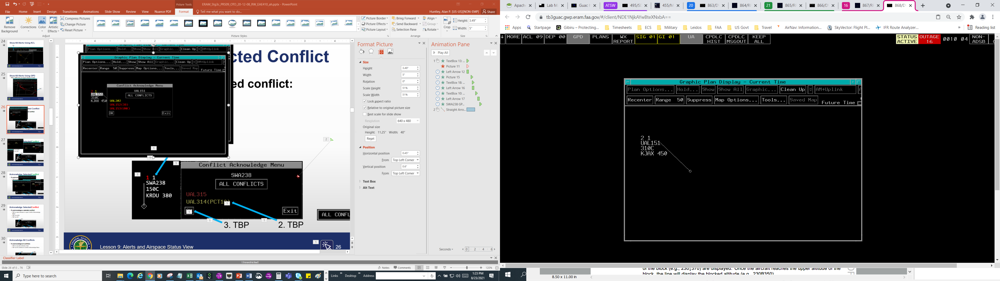 Picture Tools
ERAM_Stg3c_PRS09_OTO_20-12-08_RW_EAE410_ah.pptx - PowerPoint
File Home Insert Design Transitions Animations Slide Show Review View Nuance PDF Format Tell me what you want to do...
Huntley, Alan P. [US-US](NON-EMP) Share
Remove Background
Corrections
Color
Artistic Effects
Compress Pictures
Change Picture
Reset Picture
Adjust
Picture Styles
Picture Border
Picture Effects
Picture Layout
Bring Forward
Send Backward
Selection Pane
Align
Group
Rotate
Arrange
Crop
Height: 3.49"
Width: 5"
Size
24
Show All Alerts Using ACL
25
Show All Alerts Using GPD
26
27
28
Acknowledge SelectedConflict
29
Acknowledge SelectedConflict
30
Acknowledge All Conflicts
cted Conflict
ed conflict:
Plan Options... Hold... Show Show All Graphic... Clean Up AM+Uplink
Graphic Plan Display - Current Time
Plan Options... Hold... Show Show All Graphic... Clean Up AM+Uplink
Recenter Range 50 Suppress Map Options... Tools... Saved Map Future Time
Conflict Acknowledge Menu
UAL151
ALL CONFLICTS
2 1
UAL151
310C
KJAX 450
UAL202
UAL152(38)
UAL153(UNK)
OK Exit
1 1
SWA238
150C
KRDU 380
Conflict Acknowledge Menu
SWA238
ALL CONFLICTS
UAL315
UAL314(PCT10)
OK Exit
3. TBP
2. TBP
ALL CONFL
FEDERAL AVIATION
Lesson 9: Alerts and Airspace Status View
26
Format Picture
Size
Height 3.49"
Width 5"
Rotation 0°
Scale Height 51%
Scale Width 51%
Lock aspect ratio
Relative to original picture size
Best scale for slide show
Resolution 640 x 480
Original size
Height: 11.25" Width: 40"
Reset
Position
Horizontal position 0.45"
From Top Left Corner
Vertical position 0.6"
From Top Left Corner
Text Box
Alt Text
Animation Pane
Play All
1 TextBox 13: ...
Picture 11
Left Arrow 12
Picture 15
TextBox 18: ...
Left Arrow 16
TextBox 10: ...
Left Arrow 17
SWA238 GP...
2 Straight Arro...
Seconds 0 2 4 6
Classifier Label
Unrestricted
Slide 26 of 0 .. 76
Notes Comments 120%
Type here to search
Links Desktop Address
1:23 PM
8/23/2021
Apache
Lab M
Guac
ATSW
495/S
455/M
20
863/D
864/R
21
865/R
866/D
16
867/R
868/D
tb3guac.gwp.eram.faa.gov/#/client/NDE1NjkAYwBteXNxbA==
Apps Startpage Gibiru – Protecting... Timesheets ECS Military Leidos FAA US Govt Travel AirNav: Information... SkyVector: Flight Pl... IFR Route Analyzer... Reading list
MORE ACL 09 DEP 00 GPD PLANS WX REPORT SIG 01 GI 01 UA CPDLC HIST CPDLC MSGOUT KEEP ALL
STATUS ACTIVE OUTAGE 16 0010 04 NON-ADSB
Graphic Plan Display - Current Time
Plan Options... Hold... Show Show All Graphic... Clean Up AM+Uplink
Recenter Range 50 Suppress Map Options... Tools... Saved Map Future Time
2 1
UAL151
310C
KJAX 450
8.50 x 11.00 in
of the block (e.g., 230}370) are displayed. Once the aircraft reaches the upper altitude of the
block, the line will display the blocked altitude (e.g., 230B350).